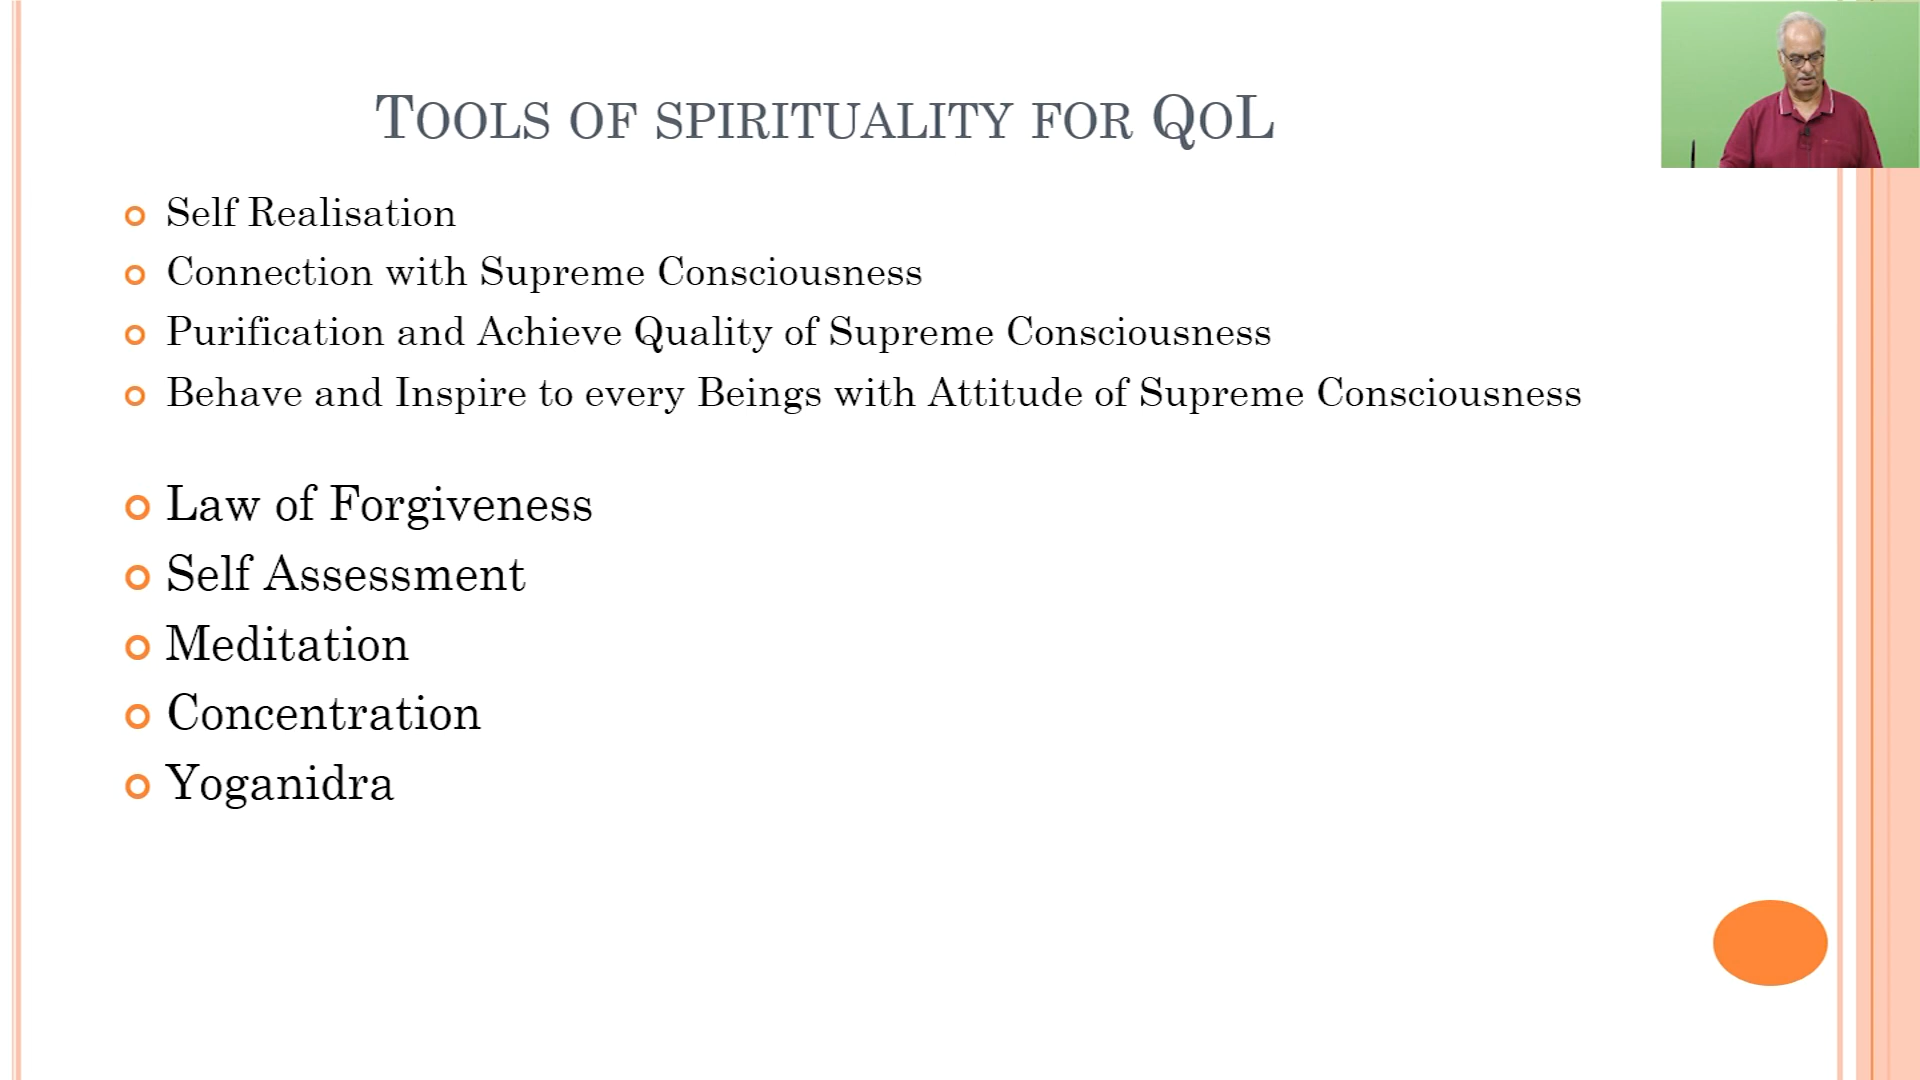 Tools of spirituality for QoL
Self Realisation
Connection with Supreme Consciousness
Purification and Achieve Quality of Supreme Consciousness
Behave and Inspire to every Beings with Attitude of Supreme Consciousness
Law of Forgiveness
Self Assessment
Meditation
Concentration
Yoganidra